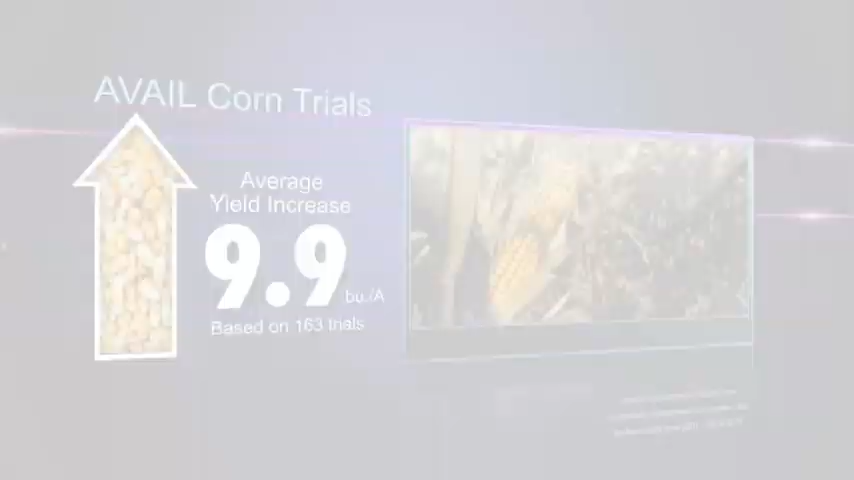 AVAIL Corn Trials
Average
Yield Increase
9.9 bu./A
Based on 163 trials